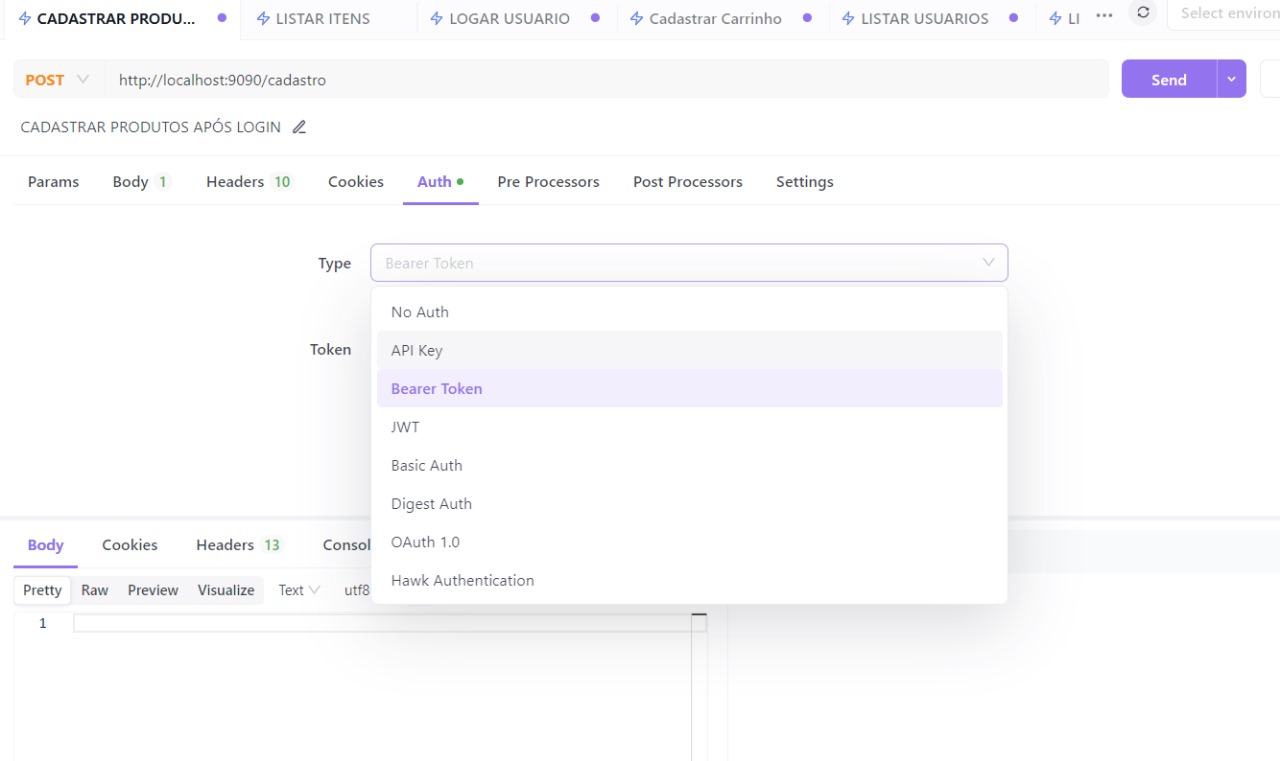 CADASTRAR PRODU... LISTAR ITENS LOGAR USUARIO Cadastrar Carrinho LISTAR USUARIOS LI ••• Select environ
POST http://localhost:9090/cadastro Send
CADASTRAR PRODUTOS APÓS LOGIN
Params Body 1 Headers 10 Cookies Auth Pre Processors Post Processors Settings
Type Bearer Token
No Auth
Token API Key
Bearer Token
JWT
Basic Auth
Digest Auth
OAuth 1.0
Hawk Authentication
Body Cookies Headers 13 Consol
Pretty Raw Preview Visualize Text utf8
1